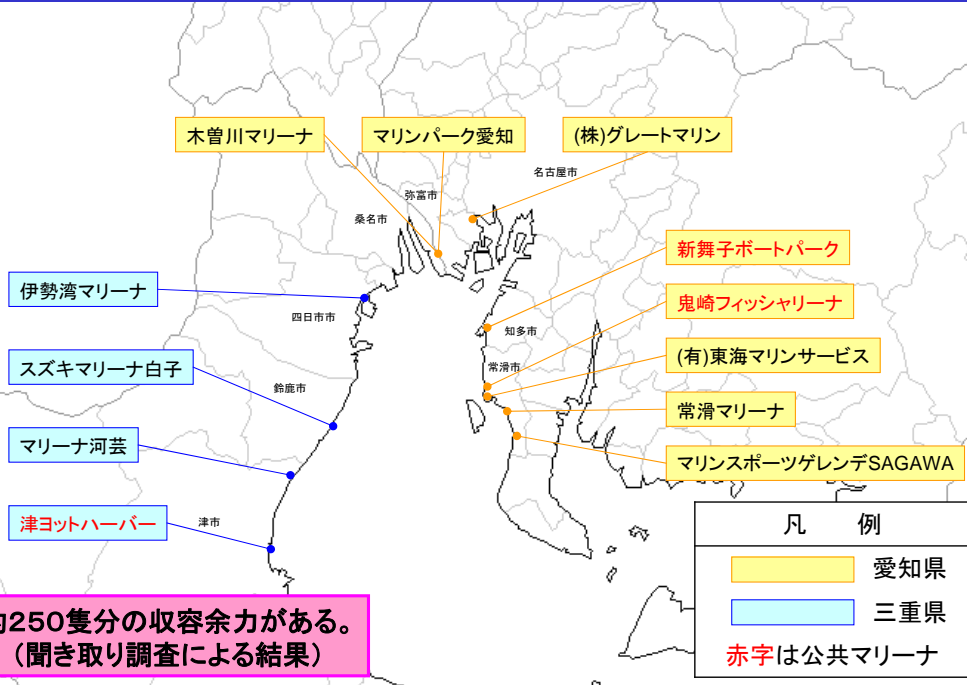 木曽川マリーナ
マリンパーク愛知
(株)グレートマリン
名古屋市
弥富市
桑名市
新舞子ボートパーク
伊勢湾マリーナ
鬼崎フィッシャリーナ
四日市市
知多市
(有)東海マリンサービス
スズキマリーナ白子
常滑市
鈴鹿市
常滑マリーナ
マリーナ河芸
マリンスポーツゲレンデSAGAWA
津ヨットハーバー
津市
凡 例
愛知県
三重県
赤字は公共マリーナ
約250隻分の収容余力がある。
(聞き取り調査による結果)